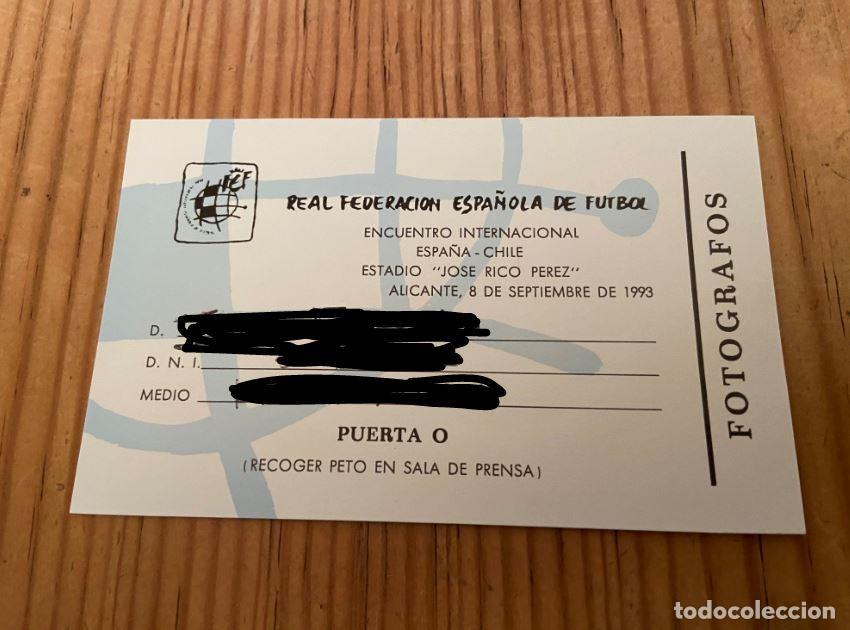 RFEF
REAL FEDERACION ESPAÑOLA DE FUTBOL
ENCUENTRO INTERNACIONAL
ESPAÑA - CHILE
ESTADIO "JOSE RICO PEREZ"
ALICANTE, 8 DE SEPTIEMBRE DE 1993
D.
D. N. I.
MEDIO
PUERTA O
(RECOGER PETO EN SALA DE PRENSA)
FOTOGRAFOS
todocoleccion